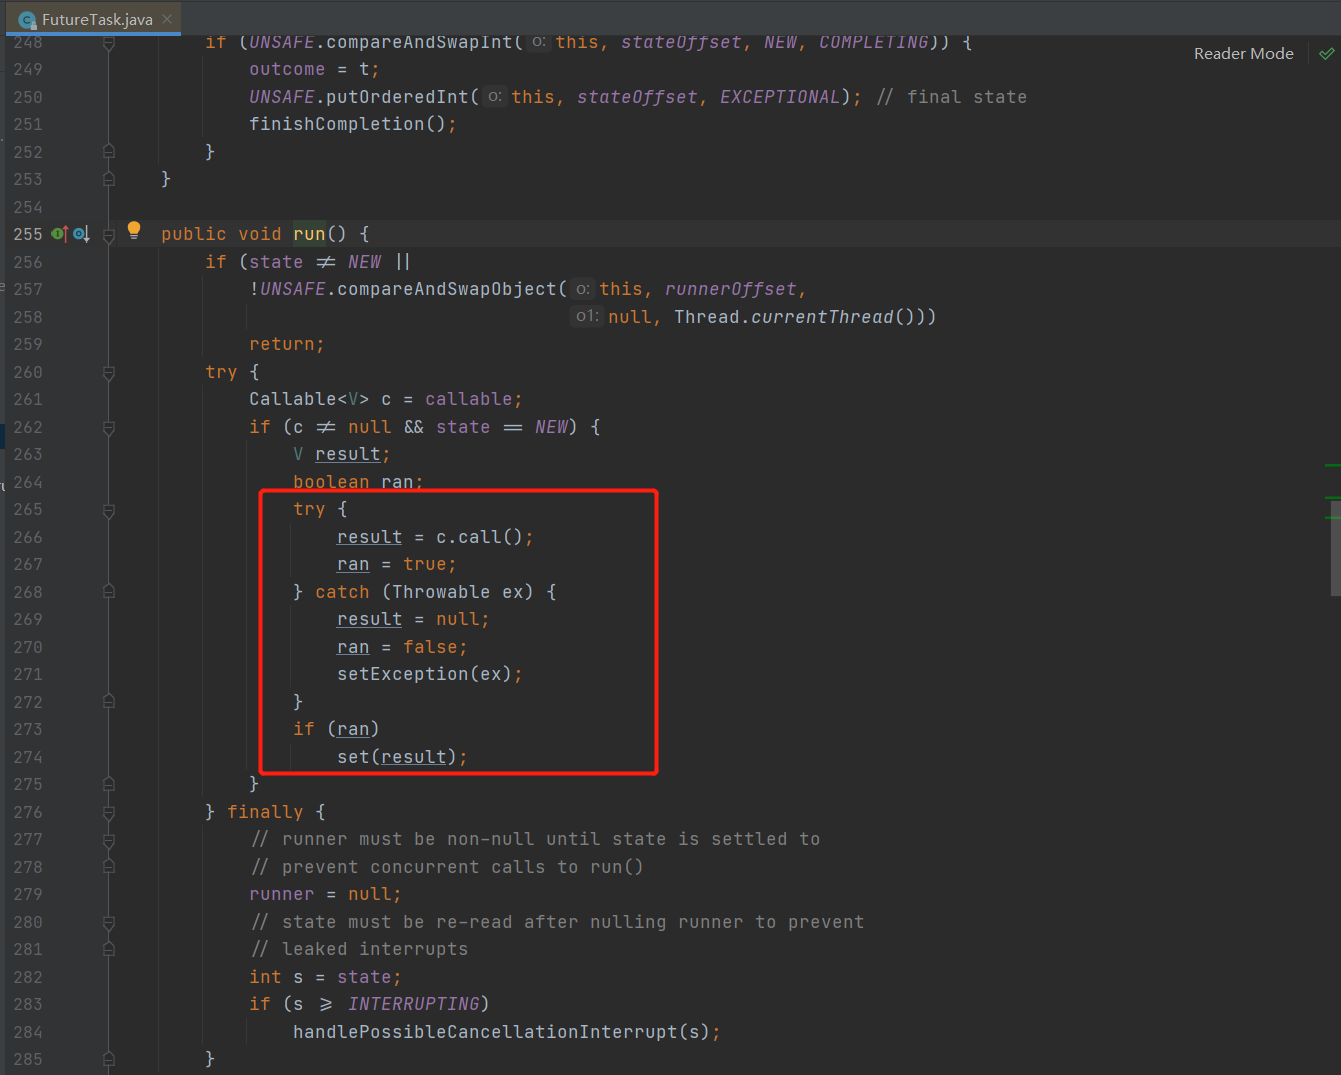 FutureTask.java
Reader Mode
248 if (UNSAFE.compareAndSwapInt( o: this, stateOffset, NEW, COMPLETING)) {
249 outcome = t;
250 UNSAFE.putOrderedInt( o: this, stateOffset, EXCEPTIONAL); // final state
251 finishCompletion();
252 }
253 }
254
255 public void run() {
256 if (state ≠ NEW ||
257 !UNSAFE.compareAndSwapObject( o: this, runnerOffset,
258 o1: null, Thread.currentThread()))
259 return;
260 try {
261 Callable<V> c = callable;
262 if (c ≠ null && state == NEW) {
263 V result;
264 boolean ran;
265 try {
266 result = c.call();
267 ran = true;
268 } catch (Throwable ex) {
269 result = null;
270 ran = false;
271 setException(ex);
272 }
273 if (ran)
274 set(result);
275 }
276 } finally {
277 // runner must be non-null until state is settled to
278 // prevent concurrent calls to run()
279 runner = null;
280 // state must be re-read after nulling runner to prevent
281 // leaked interrupts
282 int s = state;
283 if (s ⩾ INTERRUPTING)
284 handlePossibleCancellationInterrupt(s);
285 }